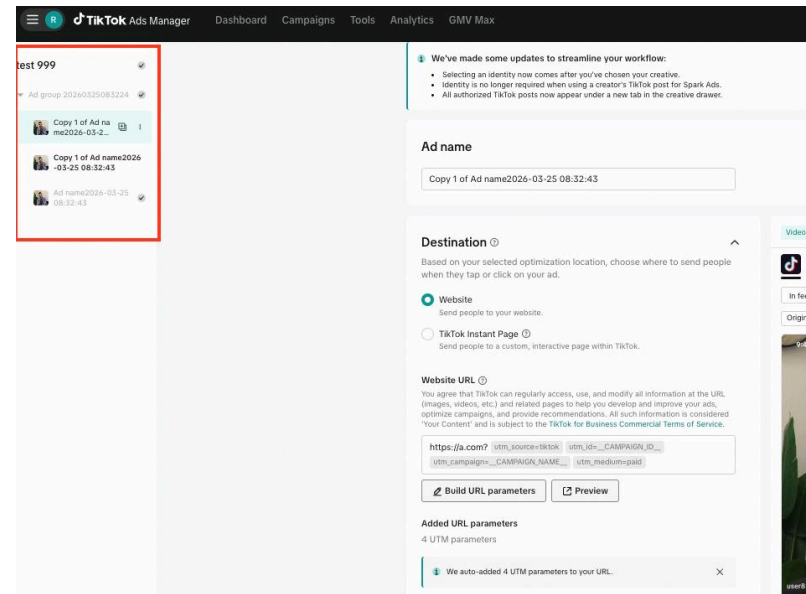 R TikTok Ads Manager Dashboard Campaigns Tools Analytics GMV Max
test 999
Ad group 20260325083224
Copy 1 of Ad na
me2026-03-2...
Copy 1 of Ad name2026
-03-25 08:32:43
Ad name2026-03-25
08:32:43
We've made some updates to streamline your workflow:
• Selecting an identity now comes after you've chosen your creative.
• Identity is no longer required when using a creator's TikTok post for Spark Ads.
• All authorized TikTok posts now appear under a new tab in the creative drawer.
Ad name
Copy 1 of Ad name2026-03-25 08:32:43
Destination
Based on your selected optimization location, choose where to send people
when they tap or click on your ad.
Website
Send people to your website.
TikTok Instant Page
Send people to a custom, interactive page within TikTok.
Website URL
You agree that TikTok can regularly access, use, and modify all information at the URL
(images, videos, etc.) and related pages to help you develop and improve your ads,
optimize campaigns, and provide recommendations. All such information is considered
'Your Content' and is subject to the TikTok for Business Commercial Terms of Service.
https://a.com? utm_source=tiktok utm_id=__CAMPAIGN_ID__
utm_campaign=__CAMPAIGN_NAME__ utm_medium=paid
Build URL parameters Preview
Added URL parameters
4 UTM parameters
We auto-added 4 UTM parameters to your URL.
Video
In fee
Origin
user8